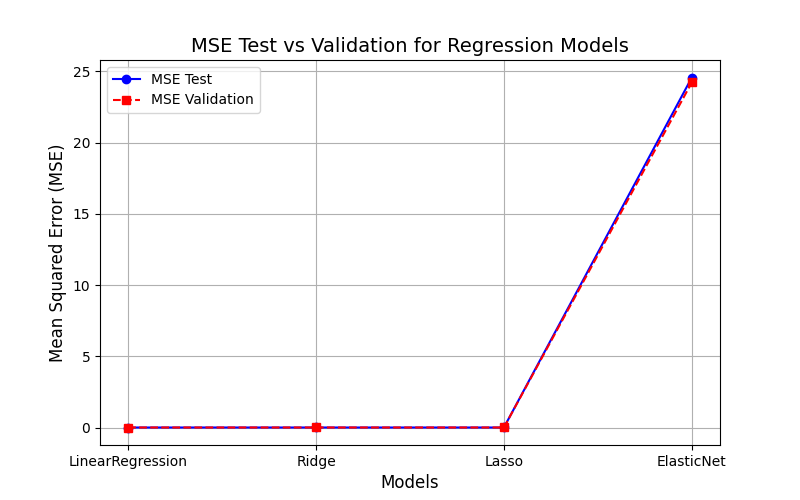 MSE Test vs Validation for Regression Models
MSE Test
MSE Validation
Mean Squared Error (MSE)
25
20
15
10
5
0
LinearRegression
Ridge
Lasso
ElasticNet
Models